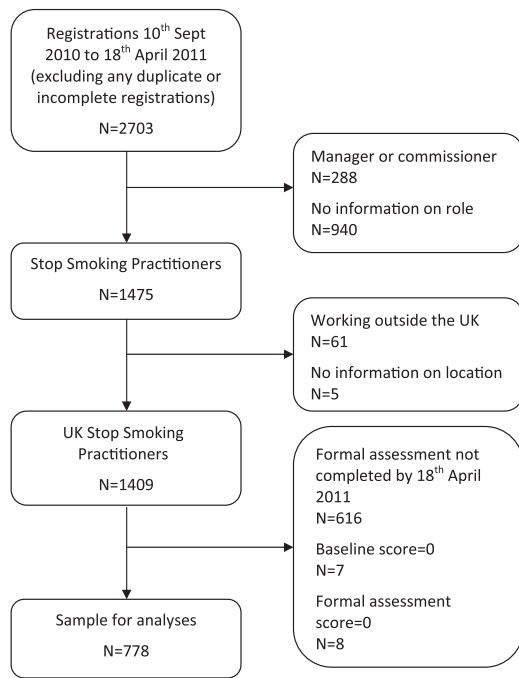 Registrations 10th Sept
2010 to 18th April 2011
(excluding any duplicate or
incomplete registrations)
N=2703
Manager or commissioner
N=288
No information on role
N=940
Stop Smoking Practitioners
N=1475
Working outside the UK
N=61
No information on location
N=5
UK Stop Smoking
Practitioners
N=1409
Formal assessment not
completed by 18th April
2011
N=616
Baseline score=0
N=7
Formal assessment
score=0
N=8
Sample for analyses
N=778